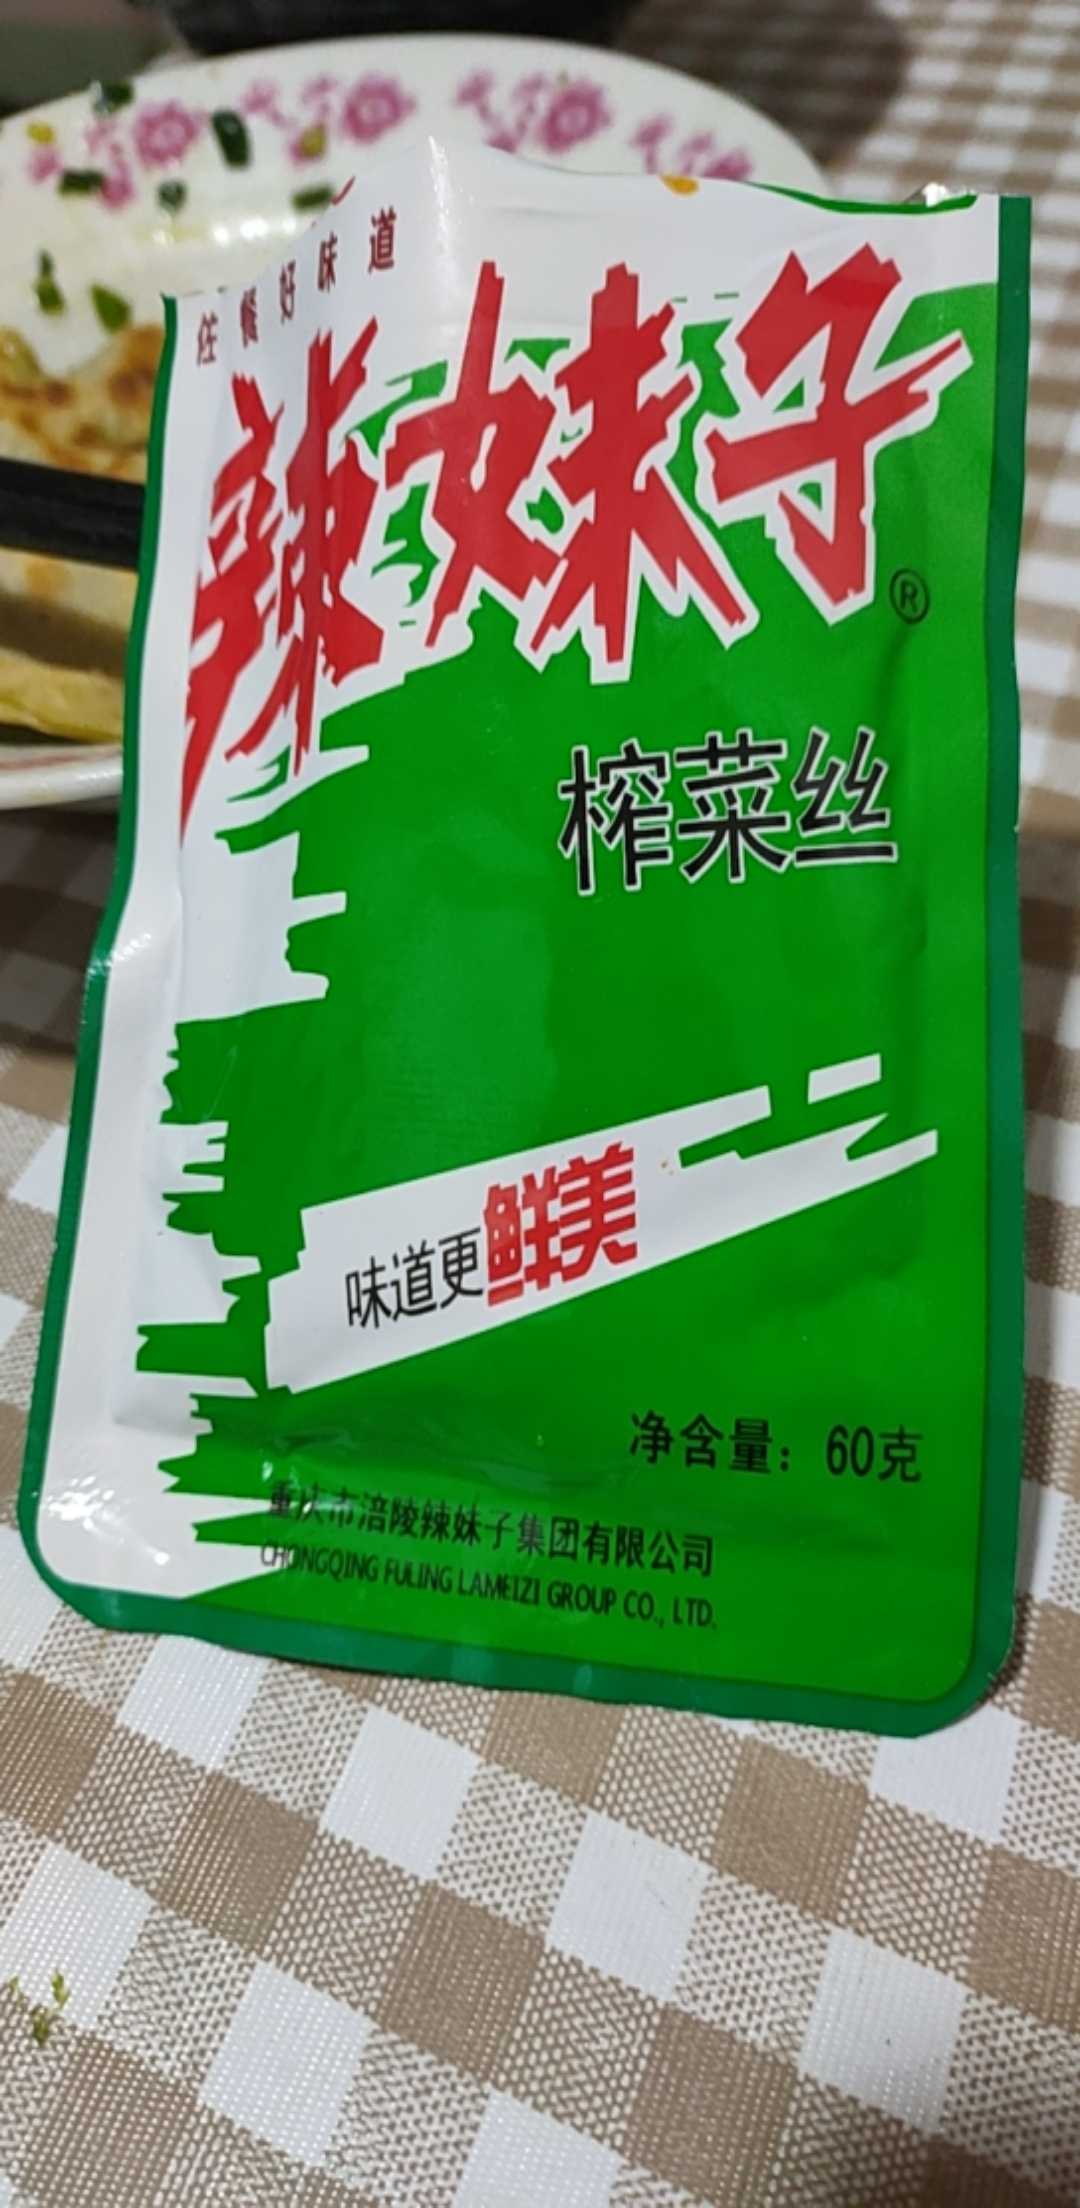 佐餐好味道
辣妹子
®
榨菜丝
味道更鲜美
净含量：60克
重庆市涪陵辣妹子集团有限公司
CHONGQING FULING LAMEIZI GROUP CO., LTD.